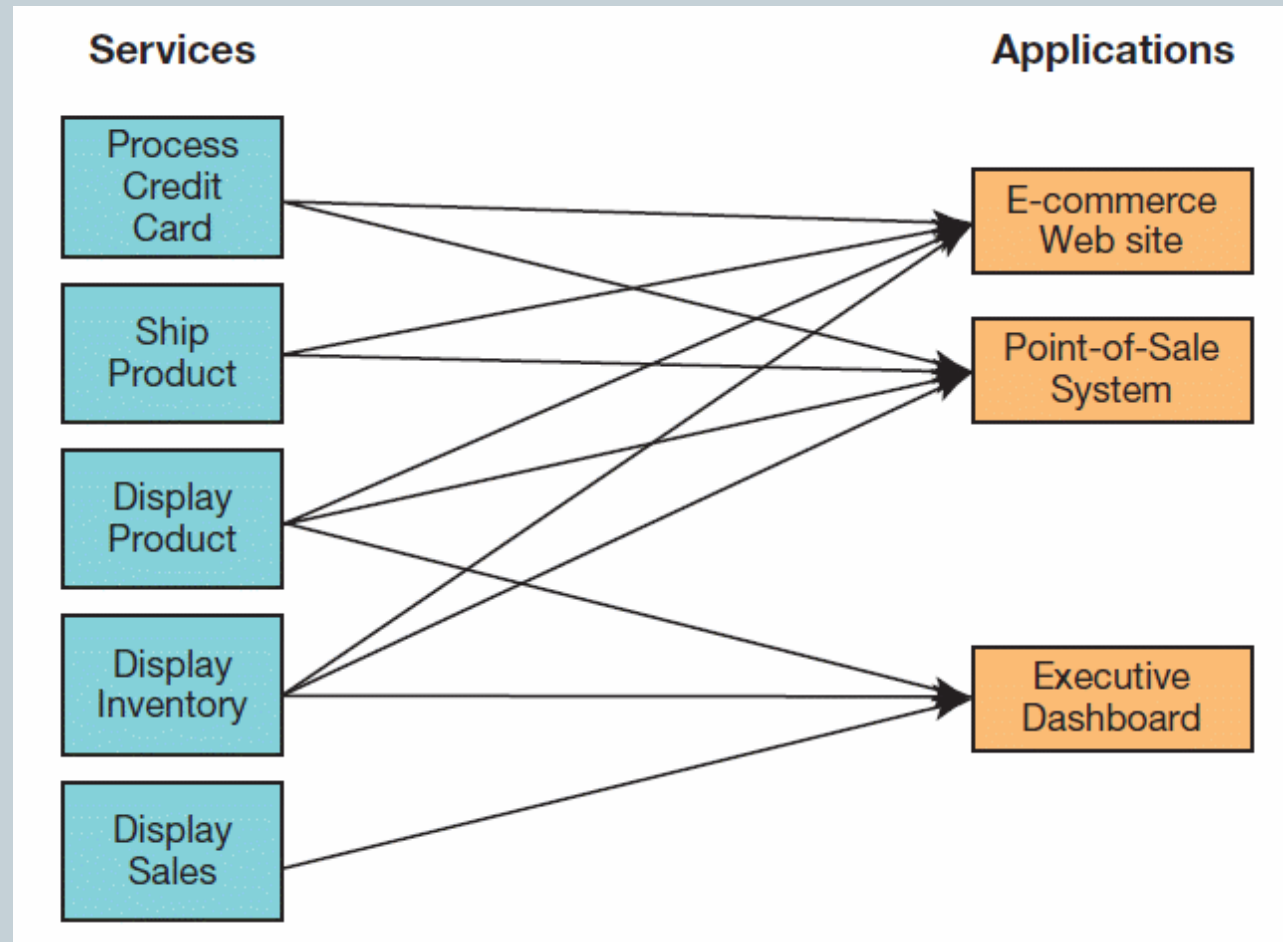 Services
Applications
Process
Credit
Card
E-commerce
Web site
Ship
Product
Point-of-Sale
System
Display
Product
Display
Inventory
Executive
Dashboard
Display
Sales